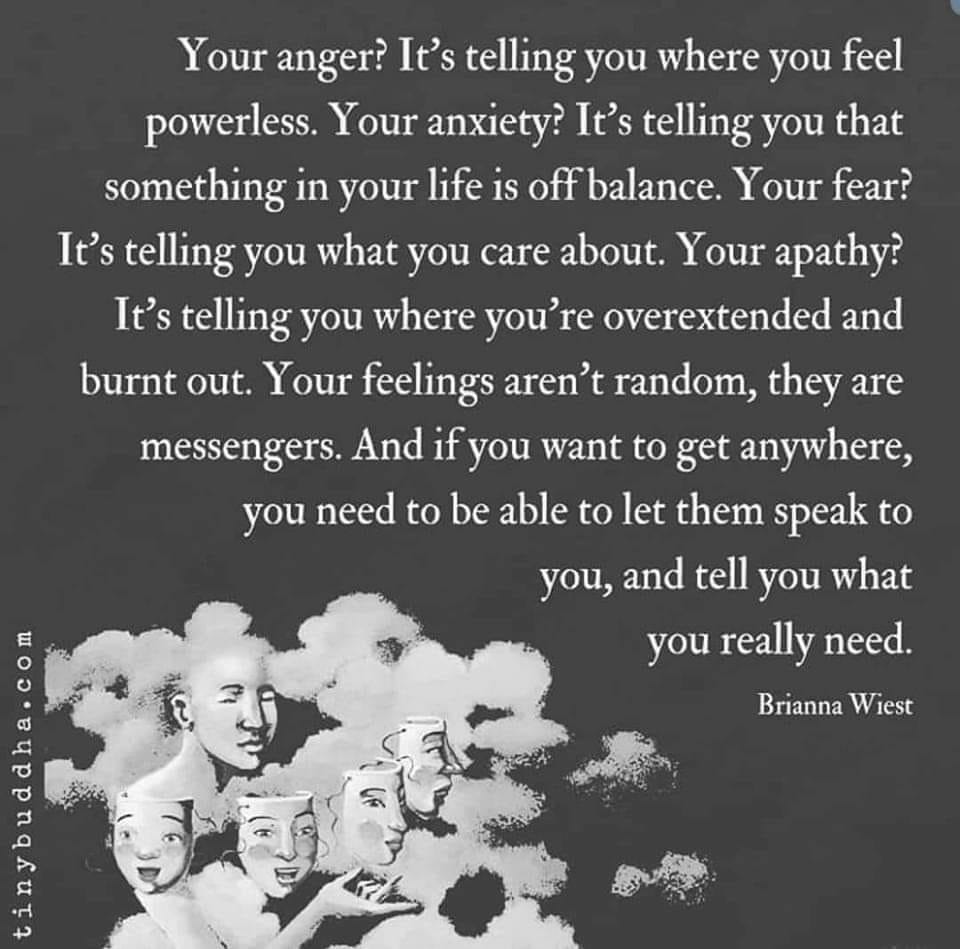 Your anger? It’s telling you where you feel
powerless. Your anxiety? It’s telling you that
something in your life is off balance. Your fear?
It’s telling you what you care about. Your apathy?
It’s telling you where you’re overextended and
burnt out. Your feelings aren’t random, they are
messengers. And if you want to get anywhere,
you need to be able to let them speak to
you, and tell you what
you really need.
Brianna Wiest
tinybuddha.com